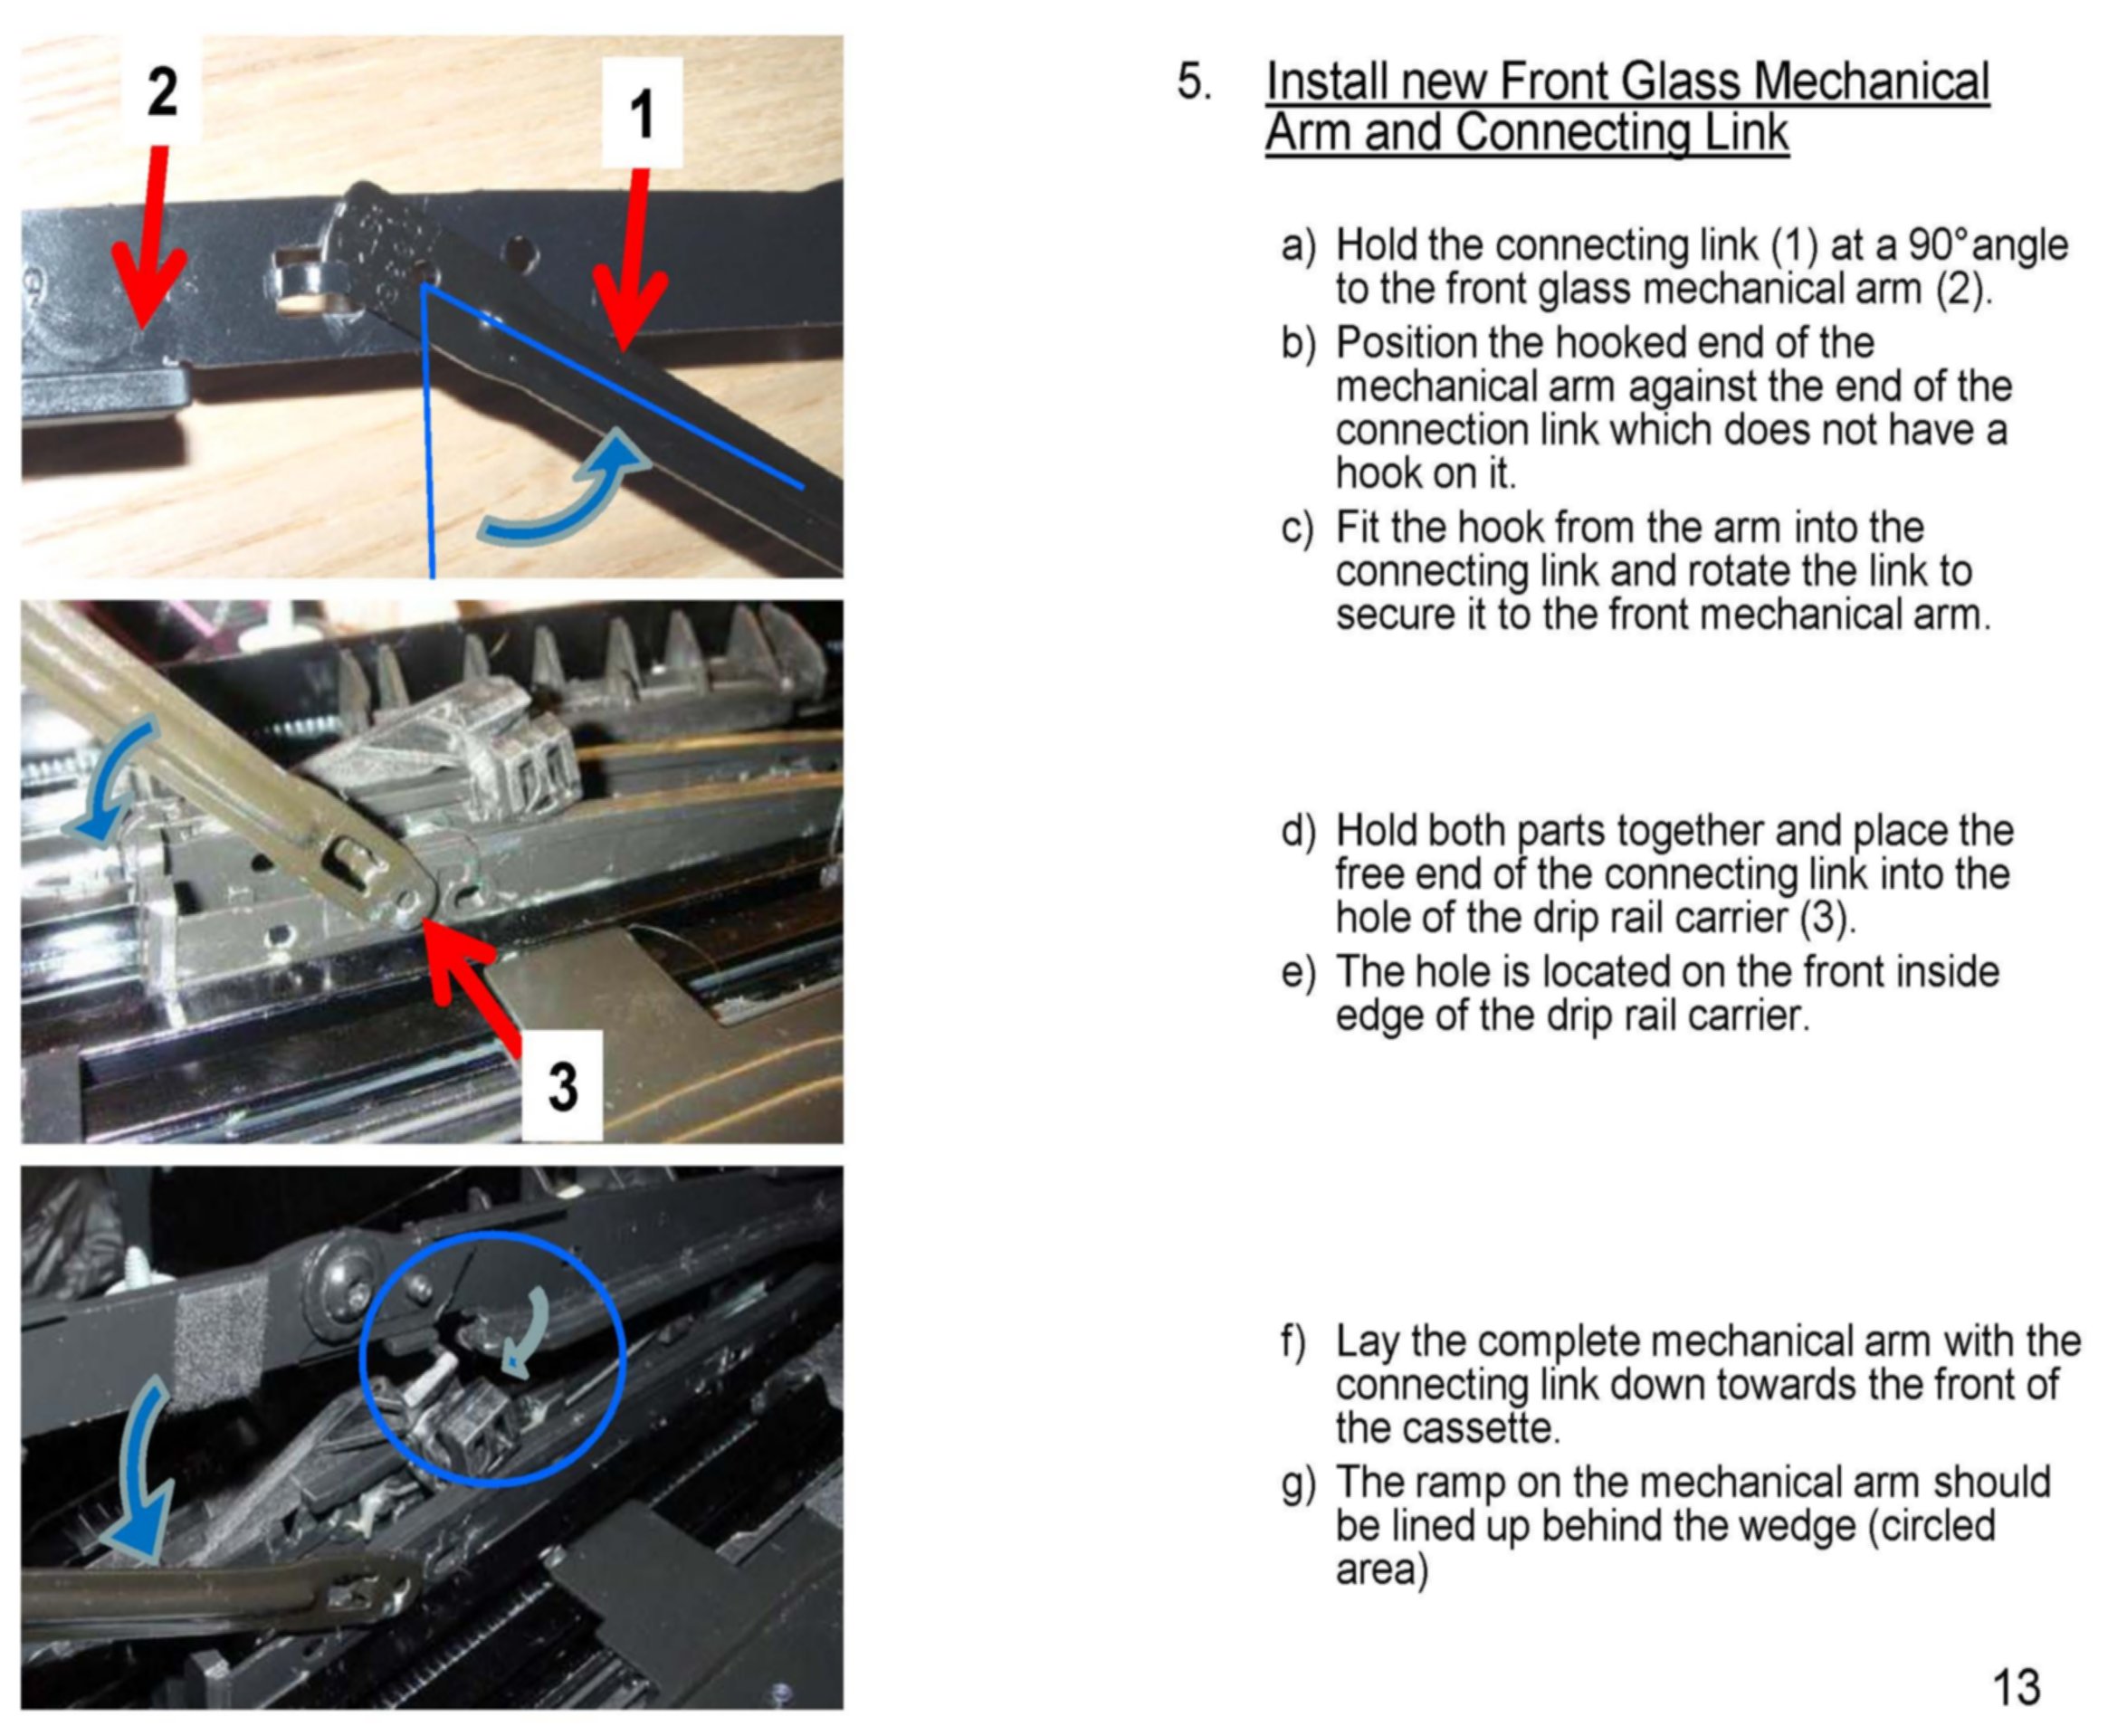 2
1
3
5. Install new Front Glass Mechanical
Arm and Connecting Link
a) Hold the connecting link (1) at a 90° angle
to the front glass mechanical arm (2).
b) Position the hooked end of the
mechanical arm against the end of the
connection link which does not have a
hook on it.
c) Fit the hook from the arm into the
connecting link and rotate the link to
secure it to the front mechanical arm.
d) Hold both parts together and place the
free end of the connecting link into the
hole of the drip rail carrier (3).
e) The hole is located on the front inside
edge of the drip rail carrier.
f) Lay the complete mechanical arm with the
connecting link down towards the front of
the cassette.
g) The ramp on the mechanical arm should
be lined up behind the wedge (circled
area)
13